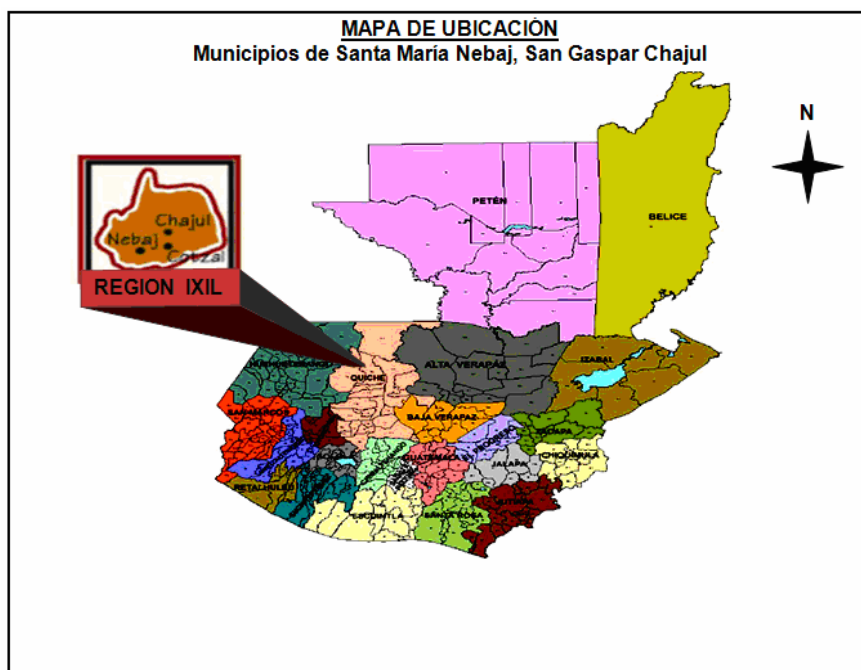 MAPA DE UBICACIÓN
Municipios de Santa María Nebaj, San Gaspar Chajul
N
PETÉN
BELICE
Chajul
Nebaj
Cotzal
REGION IXIL
IZABAL
QUICHE
ALTA VERAPAZ
BAJA VERAPAZ
SAN MARCOS
ZACAPA
CHIQUIMULA
GUATEMALA
JALAPA
RETALHULEU
ESCUINTLA
SANTA ROSA